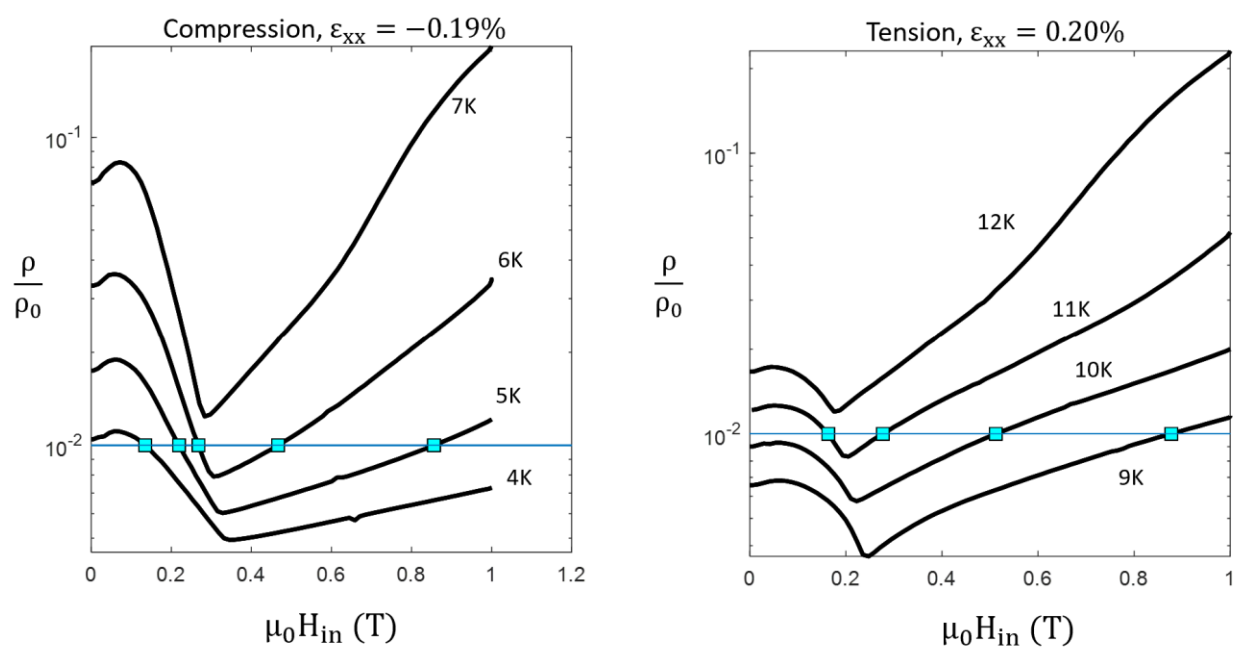 Compression, εxx = −0.19%
10⁻¹
10⁻²
ρ
ρ0
7K
6K
5K
4K
0 0.2 0.4 0.6 0.8 1 1.2
μ0Hin (T)
Tension, εxx = 0.20%
10⁻¹
10⁻²
ρ
ρ0
12K
11K
10K
9K
0 0.2 0.4 0.6 0.8 1
μ0Hin (T)